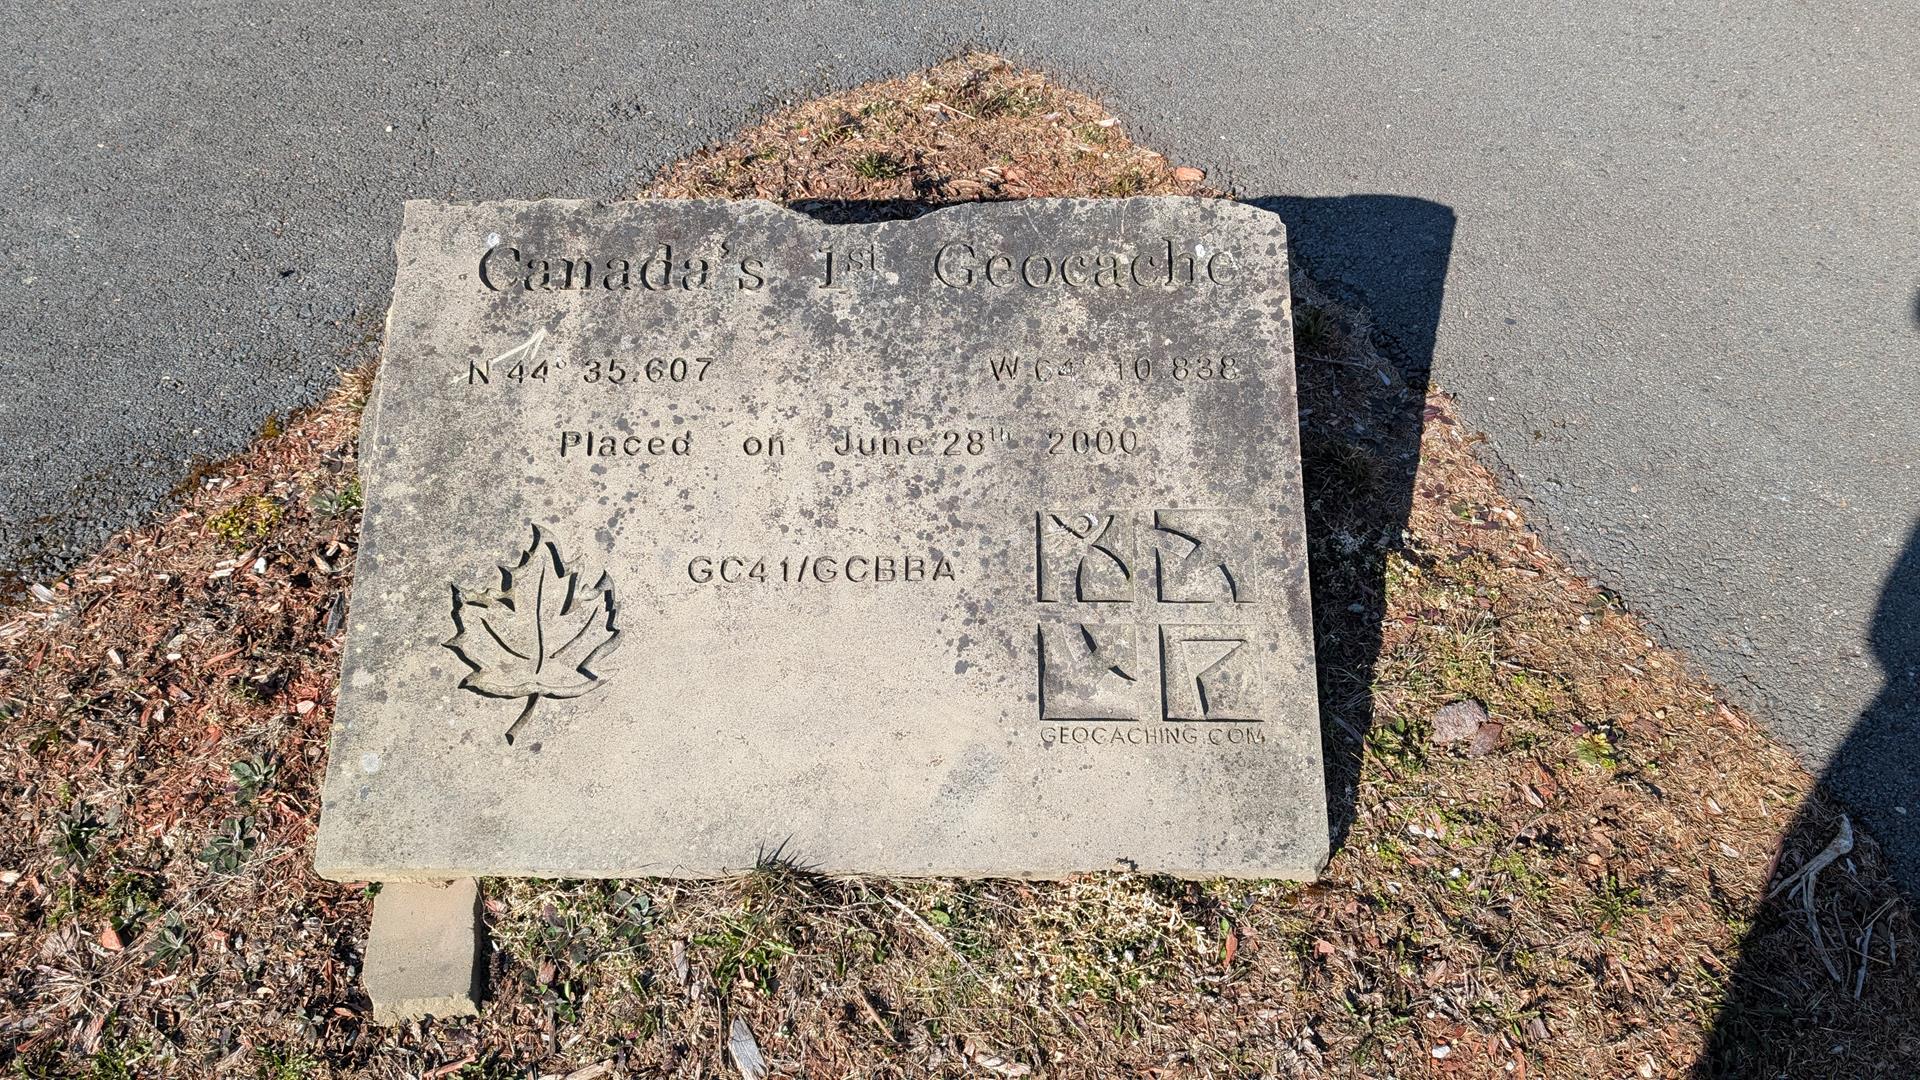 Canada's 1st Geocache
N 44° 35.607 W 64° 10.838
Placed on June 28th 2000
GC41/GCBBA
GEOCACHING.COM